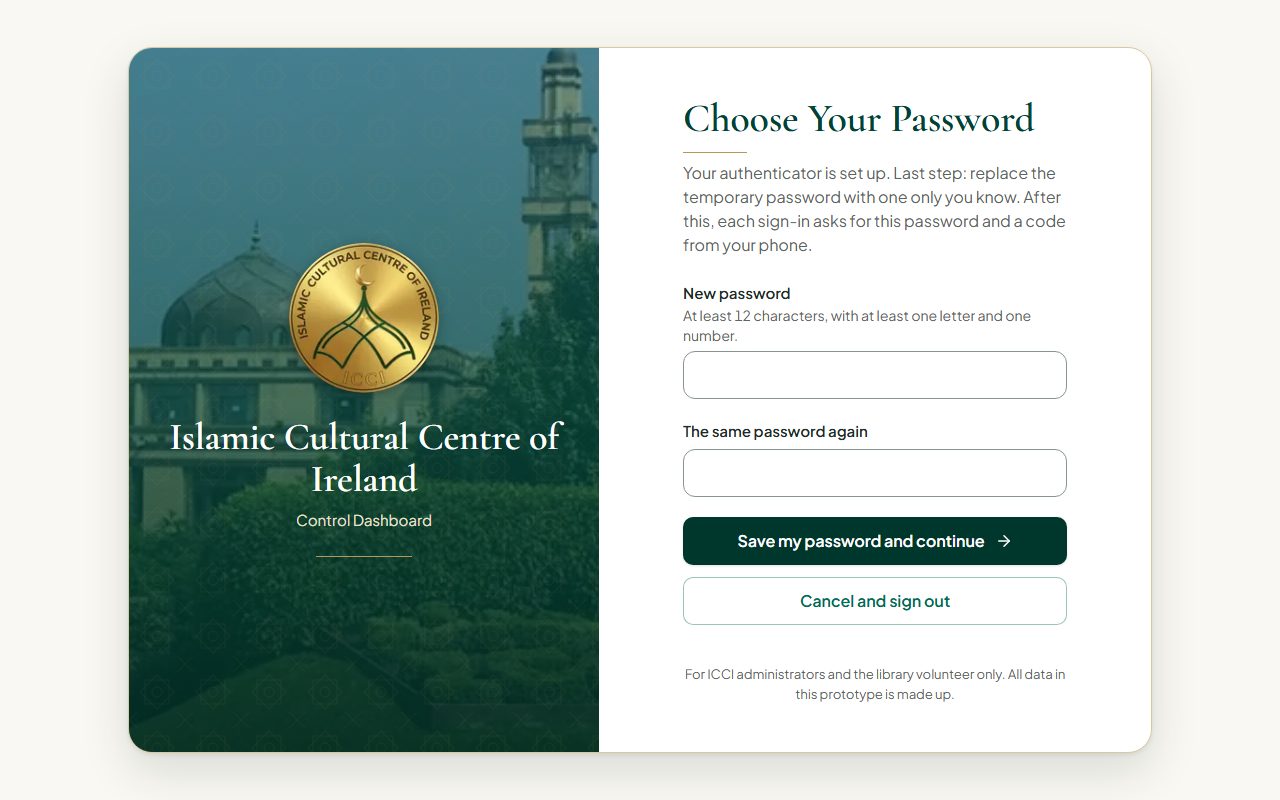 ISLAMIC CULTURAL CENTRE OF IRELAND
ICCI
Islamic Cultural Centre of
Ireland
Control Dashboard
Choose Your Password
Your authenticator is set up. Last step: replace the
temporary password with one only you know. After
this, each sign-in asks for this password and a code
from your phone.
New password
At least 12 characters, with at least one letter and one
number.
The same password again
Save my password and continue →
Cancel and sign out
For ICCI administrators and the library volunteer only. All data in
this prototype is made up.